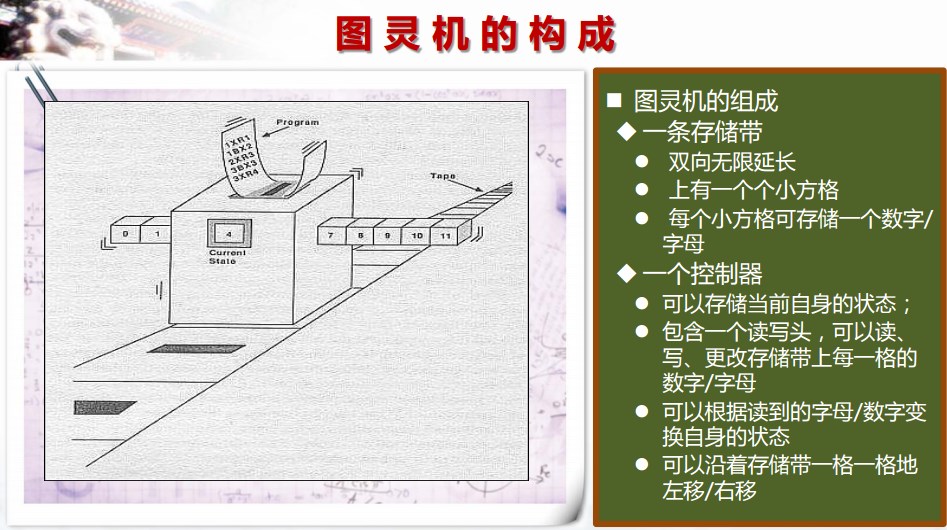 图灵机的构成
Program
1XR1
1BX2
2XR3
3BX3
3XR4
Tape
0 1
4
7 8 9 10 11
Current
State
■ 图灵机的组成
◆ 一条存储带
● 双向无限延长
● 上有一个个小方格
● 每个小方格可存储一个数字/
字母
◆ 一个控制器
● 可以存储当前自身的状态；
● 包含一个读写头，可以读、
写、更改存储带上每一格的
数字/字母
● 可以根据读到的字母/数字变
换自身的状态
● 可以沿着存储带一格一格地
左移/右移